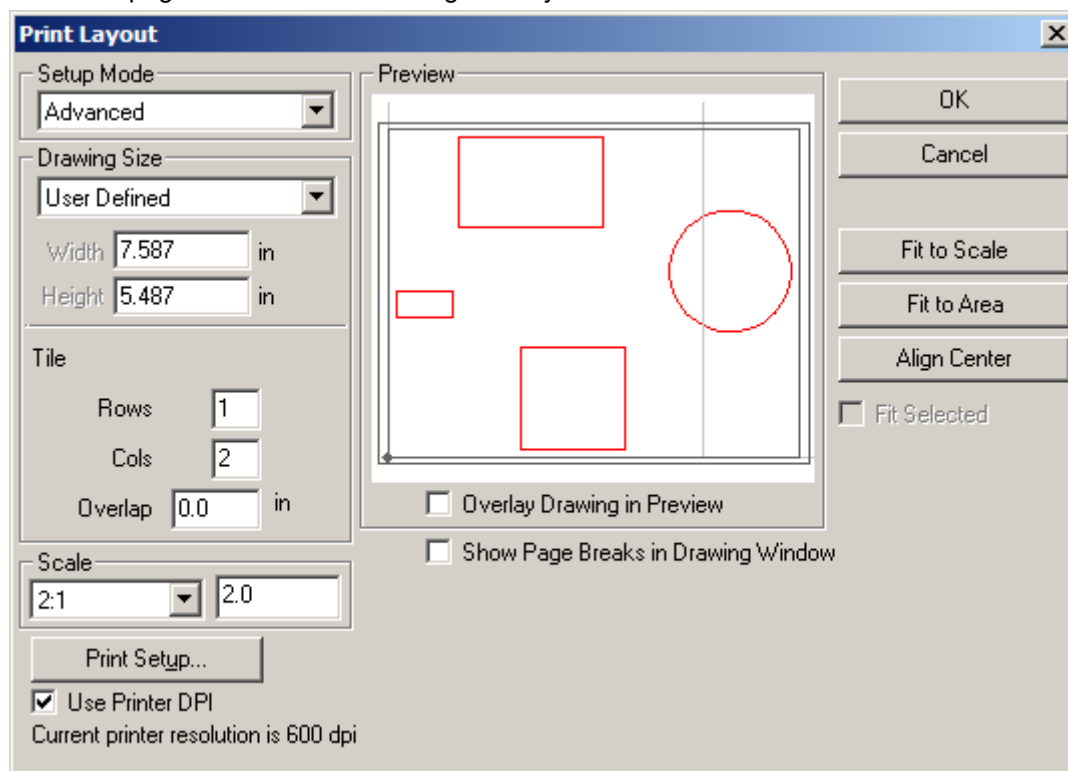 Print Layout
Setup Mode
Advanced
Drawing Size
User Defined
Width 7.587 in
Height 5.487 in
Tile
Rows 1
Cols 2
Overlap 0.0 in
Scale
2:1 2.0
Print Setup...
Use Printer DPI
Current printer resolution is 600 dpi
Preview
Overlay Drawing in Preview
Show Page Breaks in Drawing Window
OK
Cancel
Fit to Scale
Fit to Area
Align Center
Fit Selected